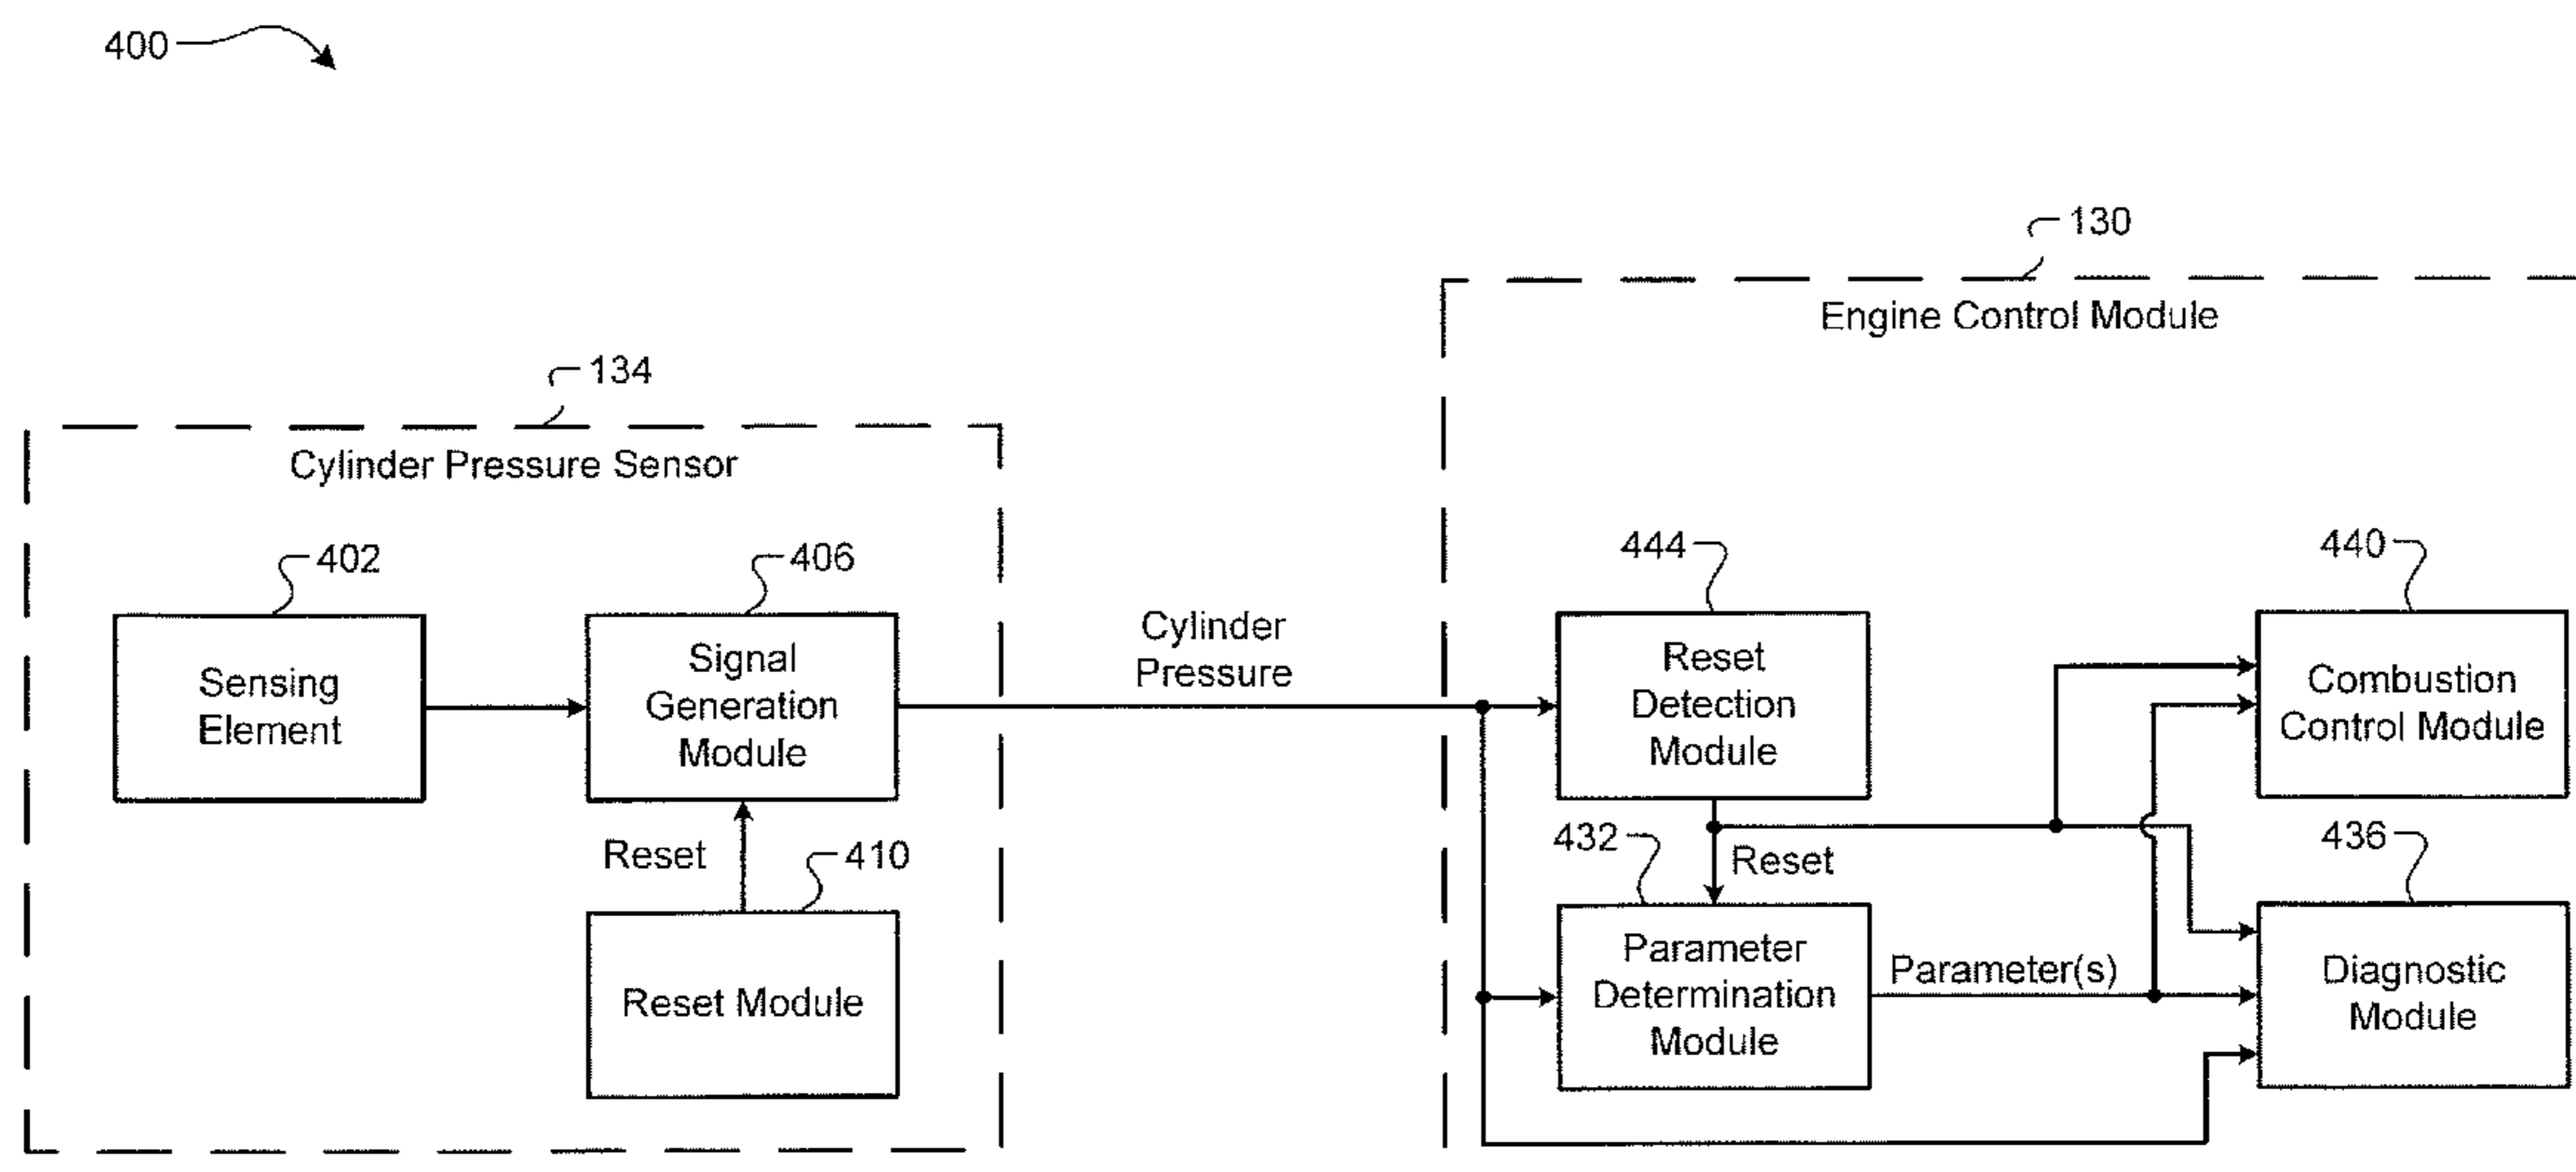 400
130
Engine Control Module
134
Cylinder Pressure Sensor
402
406
444
440
Sensing
Element
Signal
Generation
Module
Cylinder
Pressure
Reset
Detection
Module
Combustion
Control Module
Reset
410
432
Reset
436
Reset Module
Parameter
Determination
Module
Parameter(s)
Diagnostic
Module